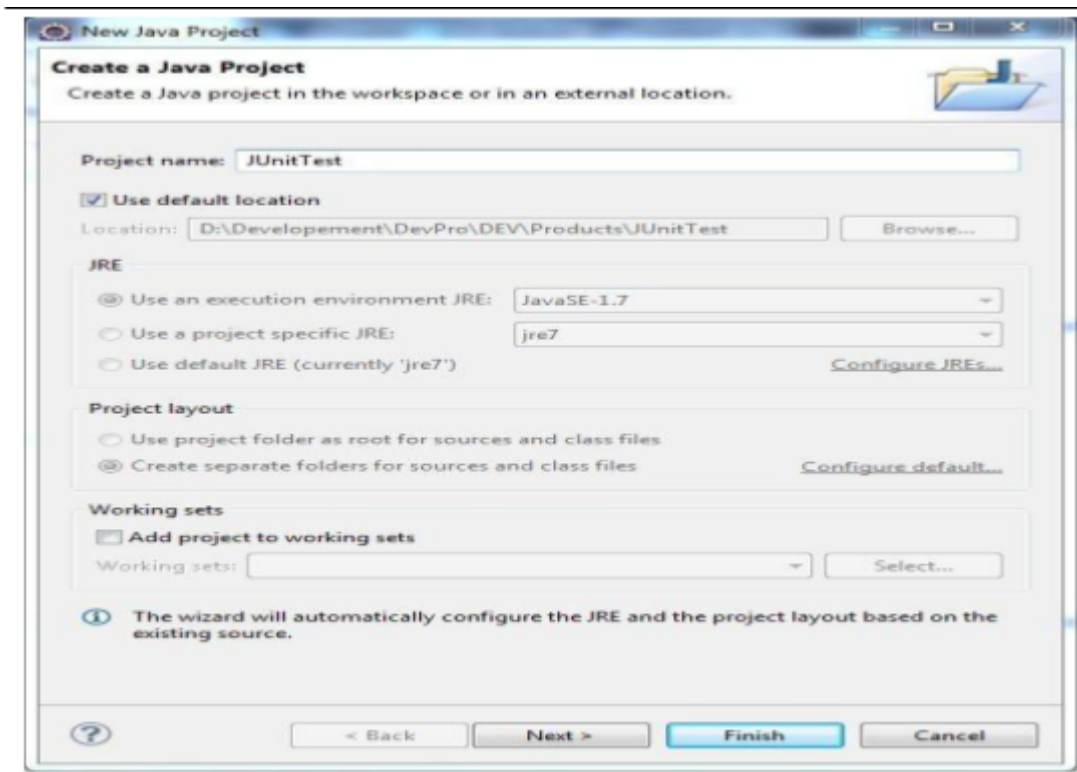 New Java Project
Create a Java Project
Create a Java project in the workspace or in an external location.
Project name: JUnitTest
Use default location
Location: D:\Developement\DevPro\DEV\Products\JUnitTest Browse...
JRE
Use an execution environment JRE: JavaSE-1.7
Use a project specific JRE: jre7
Use default JRE (currently 'jre7') Configure JREs...
Project layout
Use project folder as root for sources and class files
Create separate folders for sources and class files Configure default...
Working sets
Add project to working sets
Working sets: Select...
The wizard will automatically configure the JRE and the project layout based on the
existing source.
? < Back Next > Finish Cancel